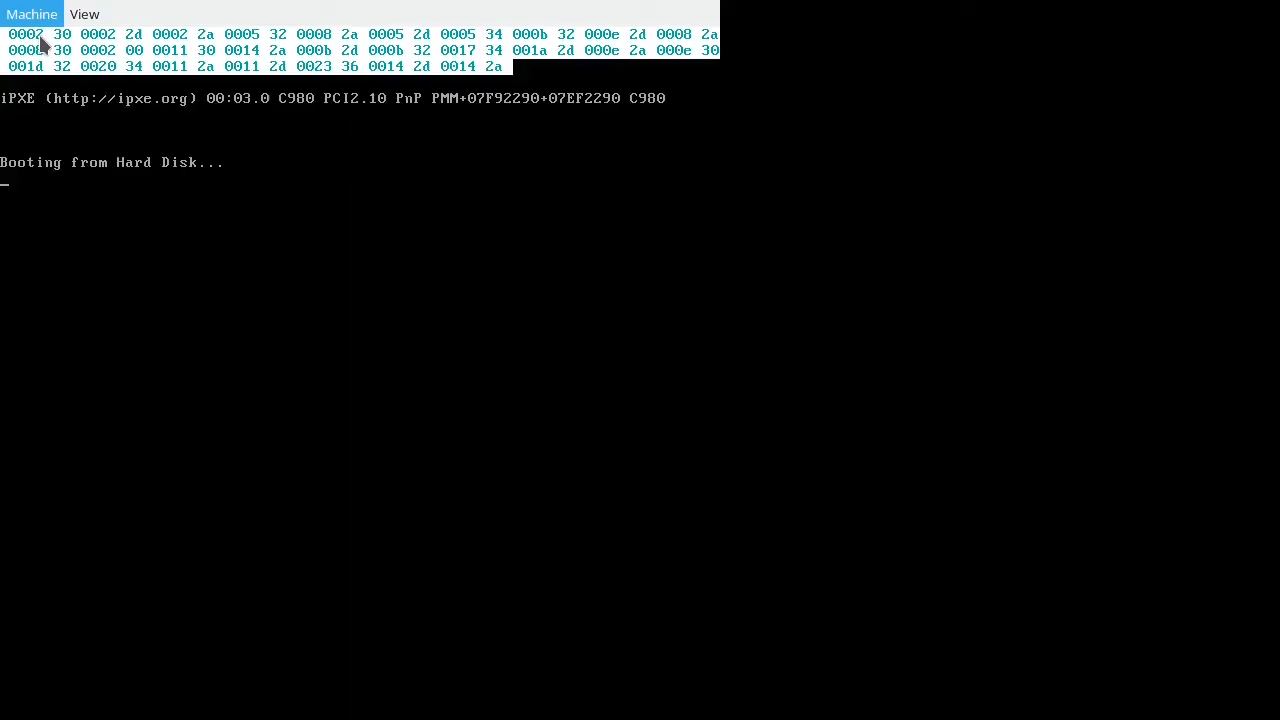 Machine View
0002 30 0002 2d 0002 2a 0005 32 0008 2a 0005 2d 0005 34 000b 32 000e 2d 0008 2a
0008 30 0002 00 0011 30 0014 2a 000b 2d 000b 32 0017 34 001a 2d 000e 2a 000e 30
001d 32 0020 34 0011 2a 0011 2d 0023 36 0014 2d 0014 2a
iPXE (http://ipxe.org) 00:03.0 C980 PCI2.10 PnP PMM+07F92290+07EF2290 C980
Booting from Hard Disk...